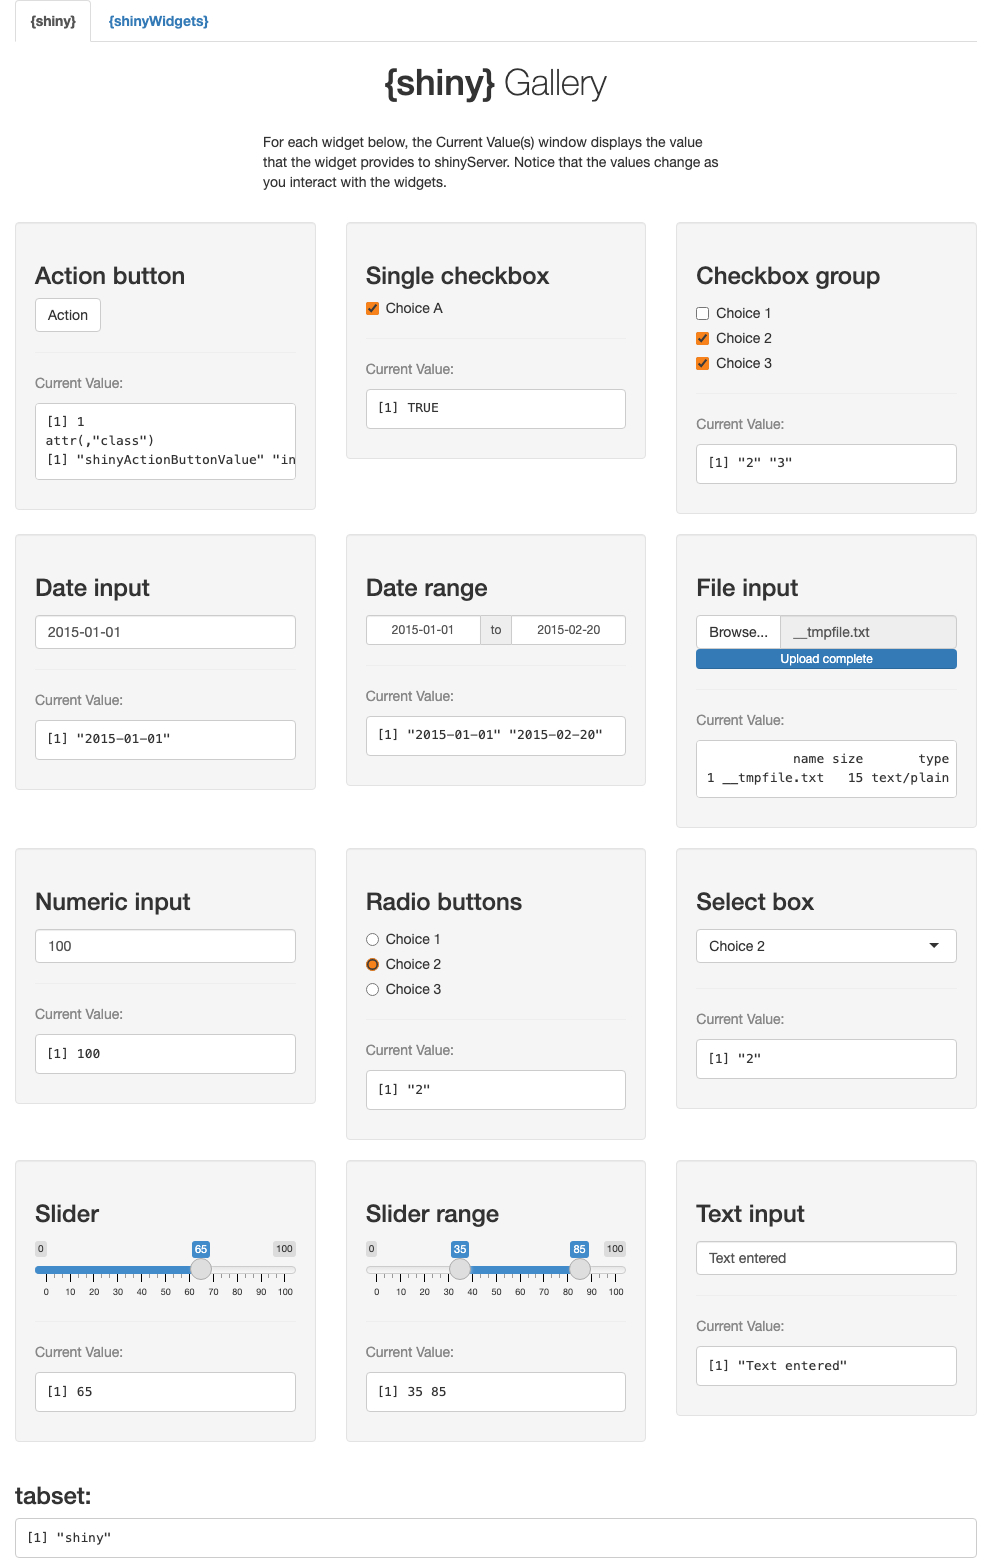 {shiny}
{shinyWidgets}
{shiny} Gallery
For each widget below, the Current Value(s) window displays the value
that the widget provides to shinyServer. Notice that the values change as
you interact with the widgets.
Action button
Action
Current Value:
[1] 1
attr(,"class")
[1] "shinyActionButtonValue" "in
Single checkbox
Choice A
Current Value:
[1] TRUE
Checkbox group
Choice 1
Choice 2
Choice 3
Current Value:
[1] "2" "3"
Date input
2015-01-01
Current Value:
[1] "2015-01-01"
Date range
2015-01-01 to 2015-02-20
Current Value:
[1] "2015-01-01" "2015-02-20"
File input
Browse... __tmpfile.txt
Upload complete
Current Value:
name size type
1 __tmpfile.txt 15 text/plain
Numeric input
100
Current Value:
[1] 100
Radio buttons
Choice 1
Choice 2
Choice 3
Current Value:
[1] "2"
Select box
Choice 2
Current Value:
[1] "2"
Slider
0 65 100
0 10 20 30 40 50 60 70 80 90 100
Current Value:
[1] 65
Slider range
0 35 85 100
0 10 20 30 40 50 60 70 80 90 100
Current Value:
[1] 35 85
Text input
Text entered
Current Value:
[1] "Text entered"
tabset:
[1] "shiny"